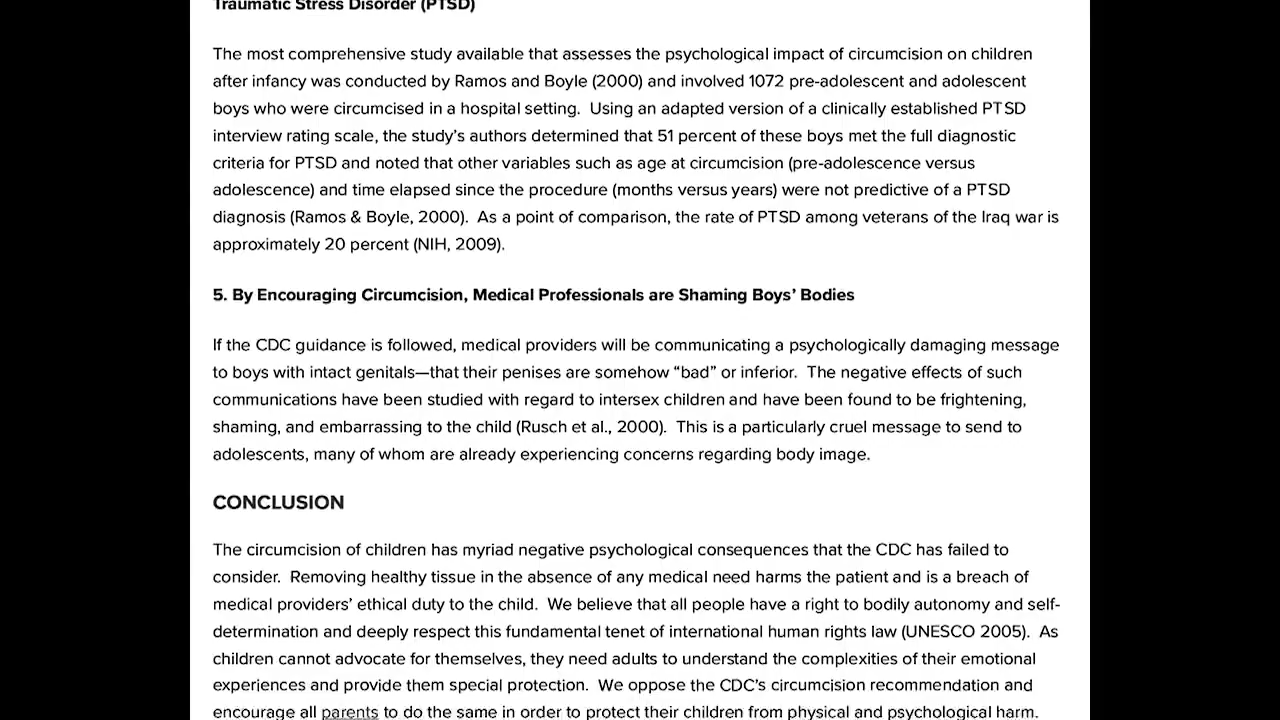 Traumatic Stress Disorder (PTSD)
The most comprehensive study available that assesses the psychological impact of circumcision on children
after infancy was conducted by Ramos and Boyle (2000) and involved 1072 pre-adolescent and adolescent
boys who were circumcised in a hospital setting.  Using an adapted version of a clinically established PTSD
interview rating scale, the study's authors determined that 51 percent of these boys met the full diagnostic
criteria for PTSD and noted that other variables such as age at circumcision (pre-adolescence versus
adolescence) and time elapsed since the procedure (months versus years) were not predictive of a PTSD
diagnosis (Ramos & Boyle, 2000).  As a point of comparison, the rate of PTSD among veterans of the Iraq war is
approximately 20 percent (NIH, 2009).
5. By Encouraging Circumcision, Medical Professionals are Shaming Boys' Bodies
If the CDC guidance is followed, medical providers will be communicating a psychologically damaging message
to boys with intact genitals—that their penises are somehow “bad” or inferior.  The negative effects of such
communications have been studied with regard to intersex children and have been found to be frightening,
shaming, and embarrassing to the child (Rusch et al., 2000).  This is a particularly cruel message to send to
adolescents, many of whom are already experiencing concerns regarding body image.
CONCLUSION
The circumcision of children has myriad negative psychological consequences that the CDC has failed to
consider.  Removing healthy tissue in the absence of any medical need harms the patient and is a breach of
medical providers' ethical duty to the child.  We believe that all people have a right to bodily autonomy and self-
determination and deeply respect this fundamental tenet of international human rights law (UNESCO 2005).  As
children cannot advocate for themselves, they need adults to understand the complexities of their emotional
experiences and provide them special protection.  We oppose the CDC's circumcision recommendation and
encourage all parents to do the same in order to protect their children from physical and psychological harm.